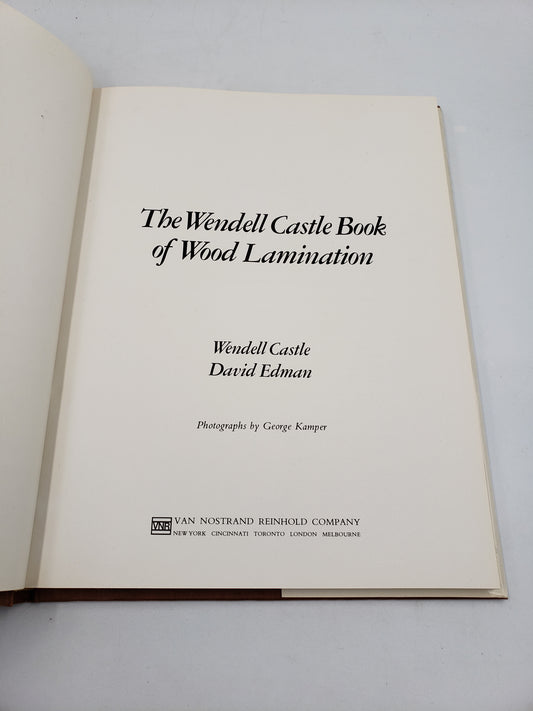 The Wendell Castle Book
of Wood Lamination
Wendell Castle
David Edman
Photographs by George Kamper
VNR VAN NOSTRAND REINHOLD COMPANY
NEW YORK CINCINNATI TORONTO LONDON MELBOURNE